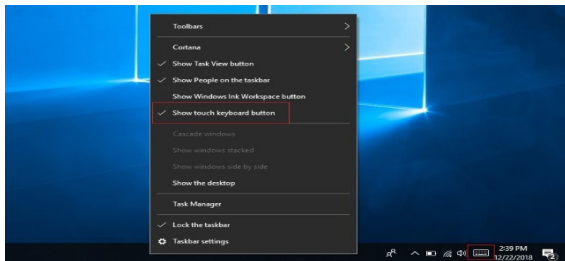 Toolbars
Cortana
Show Task View button
Show People on the taskbar
Show Windows Ink Workspace button
Show touch keyboard button
Cascade windows
Show windows stacked
Show windows side by side
Show the desktop
Task Manager
Lock the taskbar
Taskbar settings
2:39 PM
12/22/2018
2